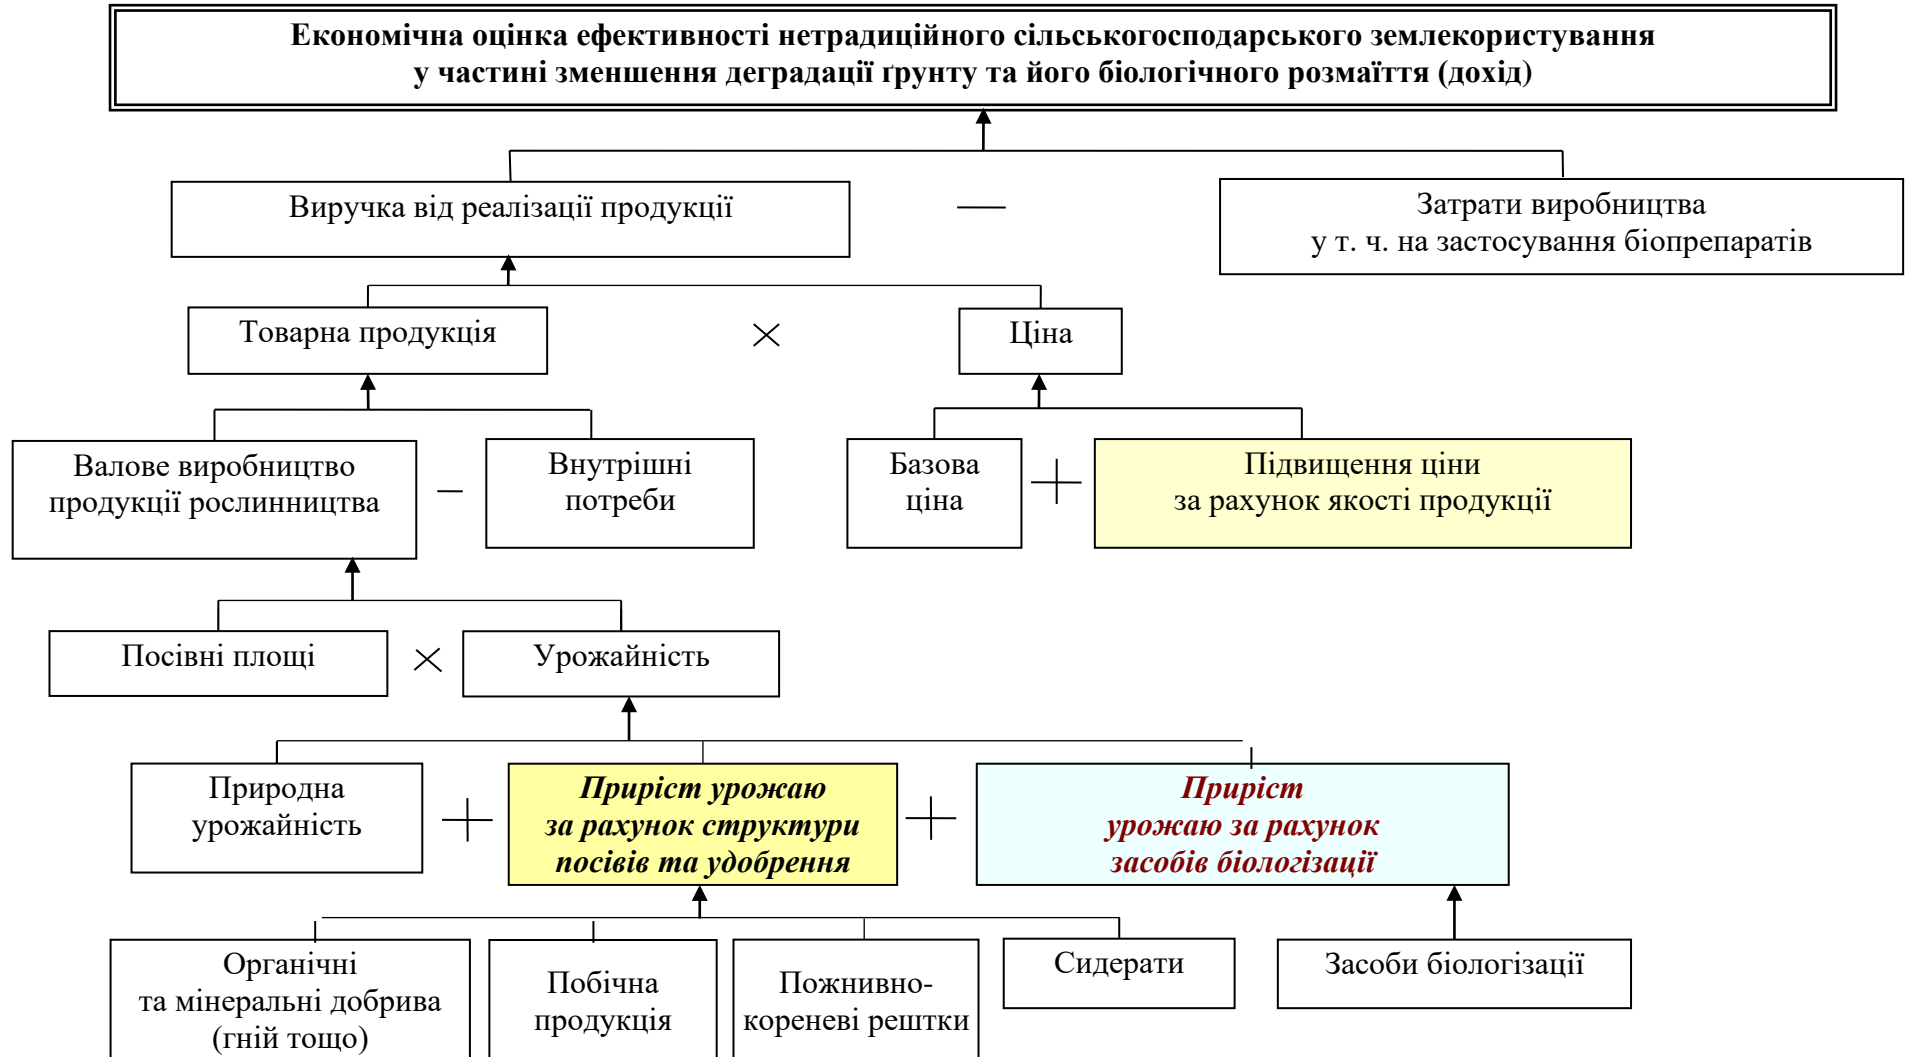 Економічна оцінка ефективності нетрадиційного сільськогосподарського землекористування
у частині зменшення деградації ґрунту та його біологічного розмаїття (дохід)
Виручка від реалізації продукції
—
Затрати виробництва
у т. ч. на застосування біопрепаратів
Товарна продукція
×
Ціна
Валове виробництво
продукції рослинництва
–
Внутрішні
потреби
Базова
ціна
+
Підвищення ціни
за рахунок якості продукції
Посівні площі
×
Урожайність
Природна
урожайність
+
Приріст урожаю
за рахунок структури
посівів та удобрення
+
Приріст
урожаю за рахунок
засобів біологізації
Органічні
та мінеральні добрива
(гній тощо)
Побічна
продукція
Пожнивно-
кореневі рештки
Сидерати
Засоби біологізації